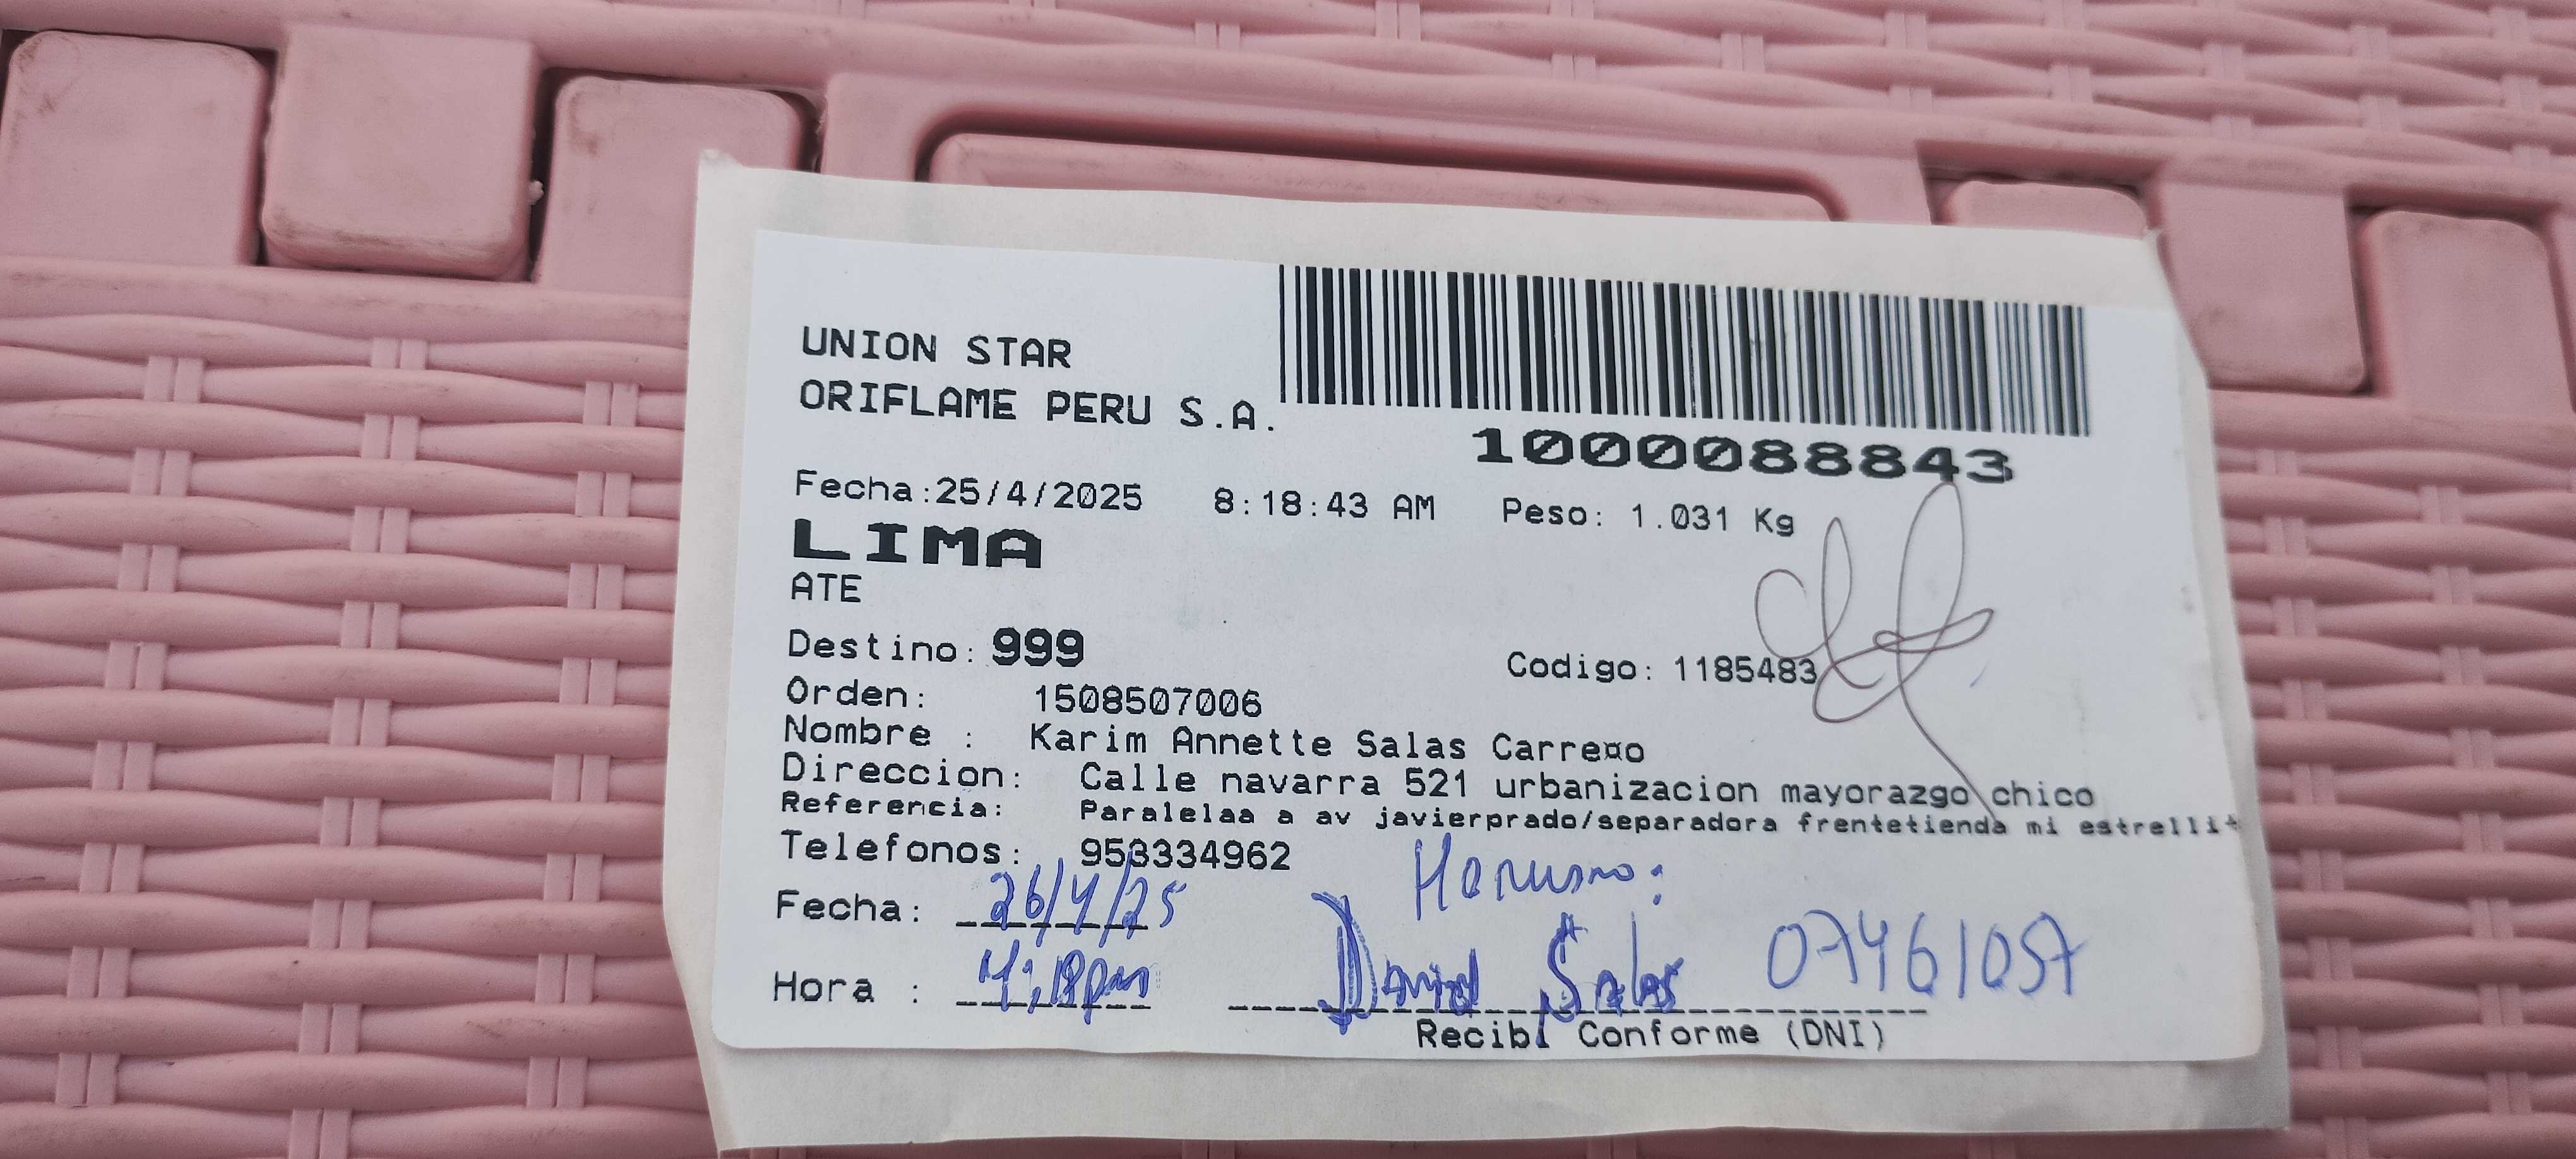 UNION STAR
ORIFLAME PERU S.A.
1000088843
Fecha:25/4/2025 8:18:43 AM Peso: 1.031 Kg
LIMA
ATE
Destino: 999
Codigo: 1185483
Orden: 1508507006
Nombre : Karim Annette Salas Carre¤o
Direccion: Calle navarra 521 urbanizacion mayorazgo chico
Referencia: Paralelaa a av javierprado/separadora frentetienda mi estrellit
Telefonos: 953334962
Hermano:
Fecha: 26/4/25
Hora : 4:18pm Daniel Salas 07461057
Recibi Conforme (DNI)